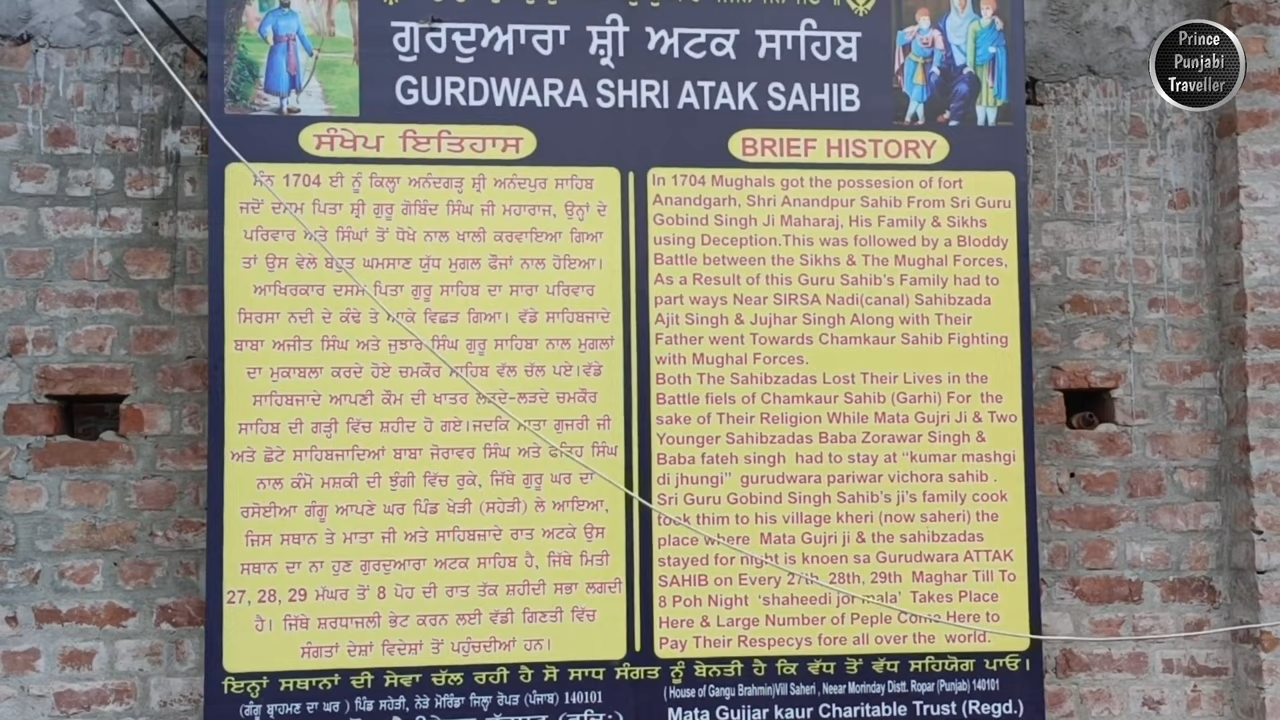 ਗੁਰਦੁਆਰਾ ਸ਼੍ਰੀ ਅਟਕ ਸਾਹਿਬ
GURDWARA SHRI ATAK SAHIB
Prince
Punjabi
Traveller
ਸੰਖੇਪ ਇਤਿਹਾਸ
ਸੰਨ 1704 ਈ ਨੂੰ ਕਿਲ੍ਹਾ ਅਨੰਦਗੜ੍ਹ ਸ਼੍ਰੀ ਅਨੰਦਪੁਰ ਸਾਹਿਬ
ਜਦੋਂ ਦਸਮ ਪਿਤਾ ਸ਼੍ਰੀ ਗੁਰੂ ਗੋਬਿੰਦ ਸਿੰਘ ਜੀ ਮਹਾਰਾਜ, ਉਨ੍ਹਾਂ ਦੇ
ਪਰਿਵਾਰ ਅਤੇ ਸਿੰਘਾਂ ਤੋਂ ਧੋਖੇ ਨਾਲ ਖਾਲੀ ਕਰਵਾਇਆ ਗਿਆ
ਤਾਂ ਉਸ ਵੇਲੇ ਬਹੁਤ ਘਮਸਾਣ ਯੁੱਧ ਮੁਗਲ ਫੌਜਾਂ ਨਾਲ ਹੋਇਆ।
ਆਖਿਰਕਾਰ ਦਸਮੇ ਪਿਤਾ ਗੁਰੂ ਸਾਹਿਬ ਦਾ ਸਾਰਾ ਪਰਿਵਾਰ
ਸਿਰਸਾ ਨਦੀ ਦੇ ਕੰਢੇ ਤੇ ਆਕੇ ਵਿਛੜ ਗਿਆ। ਵੱਡੇ ਸਾਹਿਬਜਾਦੇ
ਬਾਬਾ ਅਜੀਤ ਸਿੰਘ ਅਤੇ ਜੁਝਾਰ ਸਿੰਘ ਗੁਰੂ ਸਾਹਿਬਾ ਨਾਲ ਮੁਗਲਾਂ
ਦਾ ਮੁਕਾਬਲਾ ਕਰਦੇ ਹੋਏ ਚਮਕੌਰ ਸਾਹਿਬ ਵੱਲ ਚੱਲ ਪਏ।ਵੱਡੇ
ਸਾਹਿਬਜਾਦੇ ਆਪਣੀ ਕੌਮ ਦੀ ਖਾਤਰ ਲੜਦੇ-ਲੜਦੇ ਚਮਕੌਰ
ਸਾਹਿਬ ਦੀ ਗੜ੍ਹੀ ਵਿੱਚ ਸ਼ਹੀਦ ਹੋ ਗਏ।ਜਦਕਿ ਮਾਤਾ ਗੁਜਰੀ ਜੀ
ਅਤੇ ਛੋਟੇ ਸਾਹਿਬਜਾਦਿਆਂ ਬਾਬਾ ਜੋਰਾਵਰ ਸਿੰਘ ਅਤੇ ਫਤਿਹ ਸਿੰਘ
ਨਾਲ ਕੰਮੋ ਮਸ਼ਕੀ ਦੀ ਝੁੰਗੀ ਵਿੱਚ ਰੁਕੇ, ਜਿੱਥੇ ਗੁਰੂ ਘਰ ਦਾ
ਰਸੋਈਆ ਗੰਗੂ ਆਪਣੇ ਘਰ ਪਿੰਡ ਖੇੜੀ (ਸਹੇੜੀ) ਲੇ ਆਇਆ,
ਜਿਸ ਸਥਾਨ ਤੇ ਮਾਤਾ ਜੀ ਅਤੇ ਸਾਹਿਬਜ਼ਾਦੇ ਰਾਤ ਅਟਕੇ ਉਸ
ਸਥਾਨ ਦਾ ਨਾ ਹੁਣ ਗੁਰਦੁਆਰਾ ਅਟਕ ਸਾਹਿਬ ਹੈ, ਜਿੱਥੇ ਮਿਤੀ
27, 28, 29 ਮੱਘਰ ਤੋਂ 8 ਪੋਹ ਦੀ ਰਾਤ ਤੱਕ ਸ਼ਹੀਦੀ ਸਭਾ ਲਗਦੀ
ਹੈ। ਜਿੱਥੇ ਸ਼ਰਧਾਜਲੀ ਭੇਟ ਕਰਨ ਲਈ ਵੱਡੀ ਗਿਣਤੀ ਵਿੱਚ
ਸੰਗਤਾਂ ਦੇਸ਼ਾਂ ਵਿਦੇਸ਼ਾਂ ਤੋਂ ਪਹੁੰਚਦੀਆਂ ਹਨ।
BRIEF HISTORY
In 1704 Mughals got the possesion of fort
Anandgarh, Shri Anandpur Sahib From Sri Guru
Gobind Singh Ji Maharaj, His Family & Sikhs
using Deception.This was followed by a Bloddy
Battle between the Sikhs & The Mughal Forces,
As a Result of this Guru Sahib's Family had to
part ways Near SIRSA Nadi(canal) Sahibzada
Ajit Singh & Jujhar Singh Along with Their
Father went Towards Chamkaur Sahib Fighting
with Mughal Forces.
Both The Sahibzadas Lost Their Lives in the
Battle fiels of Chamkaur Sahib (Garhi) For the
sake of Their Religion While Mata Gujri Ji & Two
Younger Sahibzadas Baba Zorawar Singh &
Baba fateh singh had to stay at “kumar mashgi
di jhungi” gurudwara pariwar vichora sahib .
Sri Guru Gobind Singh Sahib's ji's family cook
took thim to his village kheri (now saheri) the
place where Mata Gujri ji & the sahibzadas
stayed for night is knoen sa Gurudwara ATTAK
SAHIB on Every 27th, 28th, 29th Maghar Till To
8 Poh Night ‘shaheedi jor mala’ Takes Place
Here & Large Number of Peple Come Here to
Pay Their Respecys fore all over the world.
ਇਨ੍ਹਾਂ ਸਥਾਨਾਂ ਦੀ ਸੇਵਾ ਚੱਲ ਰਹੀ ਹੈ ਸੋ ਸਾਧ ਸੰਗਤ ਨੂੰ ਬੇਨਤੀ ਹੈ ਕਿ ਵੱਧ ਤੋਂ ਵੱਧ ਸਹਿਯੋਗ ਪਾਓ।
(ਗੰਗੂ ਬ੍ਰਾਹਮਣ ਦਾ ਘਰ ) ਪਿੰਡ ਸਹੇੜੀ, ਨੇੜੇ ਮੋਰਿੰਡਾ ਜਿਲ੍ਹਾ ਰੋਪੜ (ਪੰਜਾਬ) 140101
( House of Gangu Brahmin)Vill Saheri , Neear Morinday Distt. Ropar (Punjab) 140101
Mata Gujjar kaur Charitable Trust (Regd.)